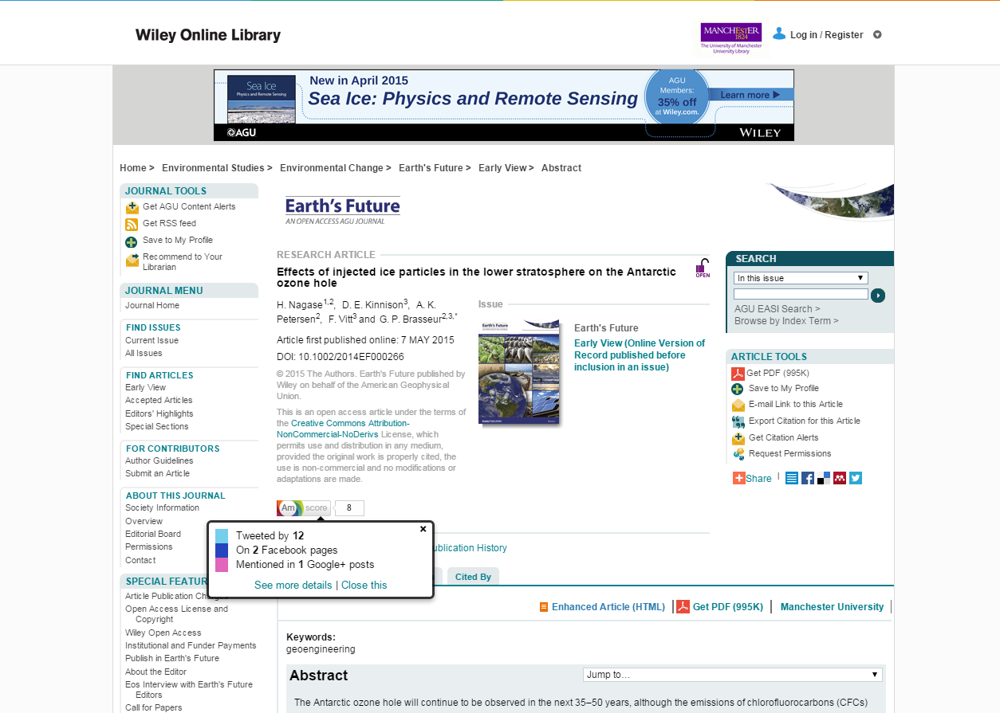 Wiley Online Library
MANCHESTER
1824
The University of Manchester
University Library
Log in / Register
Sea Ice
Physics and Remote Sensing
New in April 2015
Sea Ice: Physics and Remote Sensing
AGU
Members:
35% off
at Wiley.com.
Learn more
AGU
WILEY
Home > Environmental Studies > Environmental Change > Earth's Future > Early View > Abstract
JOURNAL TOOLS
Get AGU Content Alerts
Get RSS feed
Save to My Profile
Recommend to Your
Librarian
JOURNAL MENU
Journal Home
FIND ISSUES
Current Issue
All Issues
FIND ARTICLES
Early View
Accepted Articles
Editors' Highlights
Special Sections
FOR CONTRIBUTORS
Author Guidelines
Submit an Article
ABOUT THIS JOURNAL
Society Information
Overview
Editorial Board
Permissions
Contact
SPECIAL FEATUR
Article Publication Charges
Open Access License and
Copyright
Wiley Open Access
Institutional and Funder Payments
Publish in Earth's Future
About the Editor
Eos Interview with Earth's Future
Editors
Call for Papers
Earth's Future
AN OPEN ACCESS AGU JOURNAL
RESEARCH ARTICLE
Effects of injected ice particles in the lower stratosphere on the Antarctic
ozone hole
OPEN
H. Nagase1,2, D. E. Kinnison3, A. K.
Petersen2, F. Vitt3 and G. P. Brasseur2,3,*
Article first published online: 7 MAY 2015
DOI: 10.1002/2014EF000266
© 2015 The Authors. Earth's Future published by
Wiley on behalf of the American Geophysical
Union.
This is an open access article under the terms of
the Creative Commons Attribution-
NonCommercial-NoDerivs License, which
permits use and distribution in any medium,
provided the original work is properly cited, the
use is non-commercial and no modifications or
adaptations are made.
Issue
Earth's Future
Earth's Future
Early View (Online Version of
Record published before
inclusion in an issue)
Am score 8
Tweeted by 12
On 2 Facebook pages
Mentioned in 1 Google+ posts
See more details | Close this
ublication History
Cited By
Enhanced Article (HTML)
Get PDF (995K)
Manchester University
Keywords:
geoengineering
Abstract
Jump to…
The Antarctic ozone hole will continue to be observed in the next 35–50 years, although the emissions of chlorofluorocarbons (CFCs)
SEARCH
In this issue
AGU EASI Search >
Browse by Index Term >
ARTICLE TOOLS
Get PDF (995K)
Save to My Profile
E-mail Link to this Article
Export Citation for this Article
Get Citation Alerts
Request Permissions
Share |